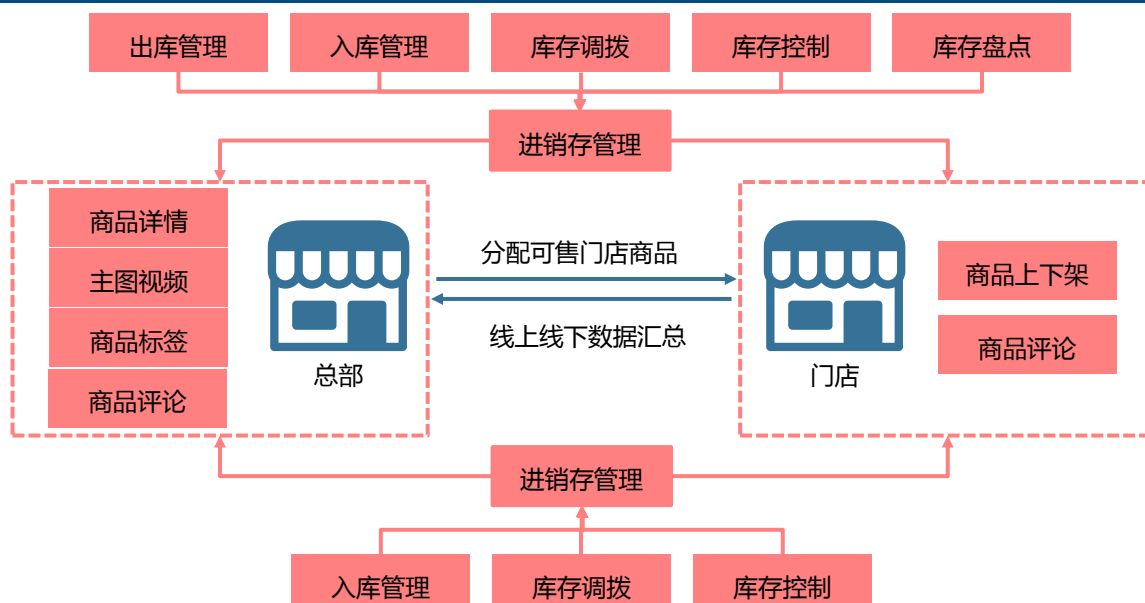 出库管理
入库管理
库存调拨
库存控制
库存盘点
进销存管理
商品详情
主图视频
商品标签
商品评论
总部
分配可售门店商品
线上线下数据汇总
门店
商品上下架
商品评论
进销存管理
入库管理
库存调拨
库存控制